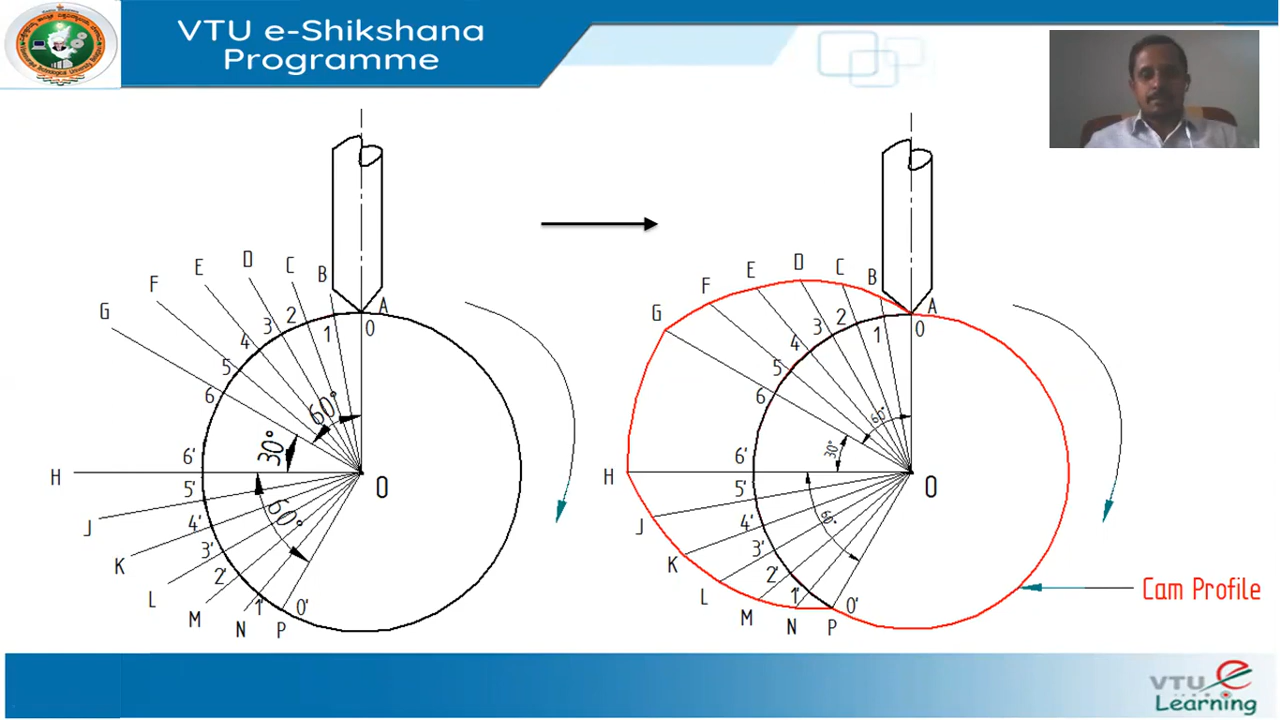 VTU e-Shikshana
Programme
A
B
C
D
E
F
G
0
1
2
3
4
5
6
60°
30°
60°
H
6'
5'
4'
3'
2'
1'
0'
O
J
K
L
M
N
P
A
B
C
D
E
F
G
0
1
2
3
4
5
6
60°
30°
60°
H
6'
5'
4'
3'
2'
1'
0'
O
J
K
L
M
N
P
Cam Profile
VTU e
Learning